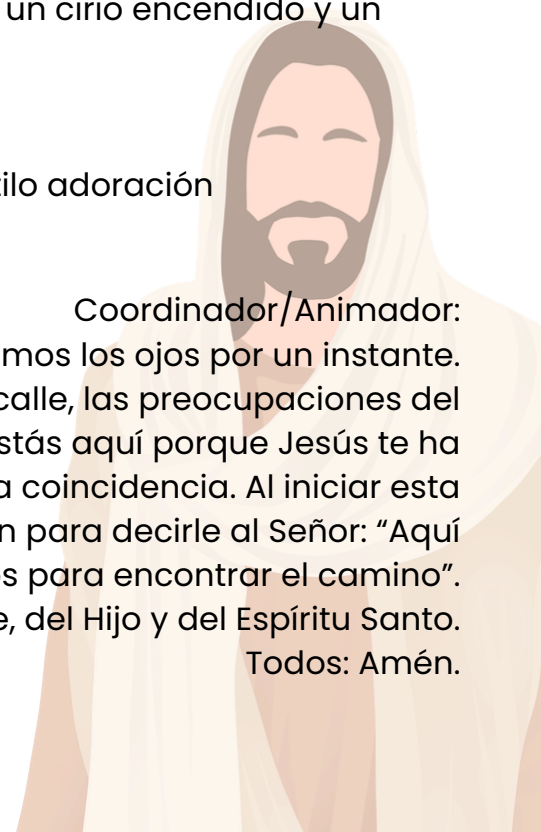 un cirio encendido y un
tilo adoración
Coordinador/Animador:
mos los ojos por un instante.
calle, las preocupaciones del
stás aquí porque Jesús te ha
a coincidencia. Al iniciar esta
n para decirle al Señor: “Aquí
s para encontrar el camino”.
e, del Hijo y del Espíritu Santo.
Todos: Amén.